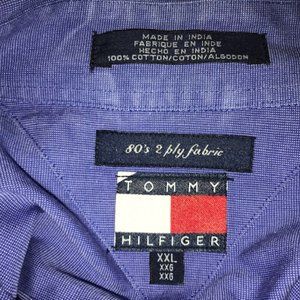 MADE IN INDIA
FABRIQUE EN INDE
HECHO EN INDIA
100% COTTON/COTON/ALGODON
80's 2 ply fabric
TOMMY
HILFIGER
XXL
XXG
XXG